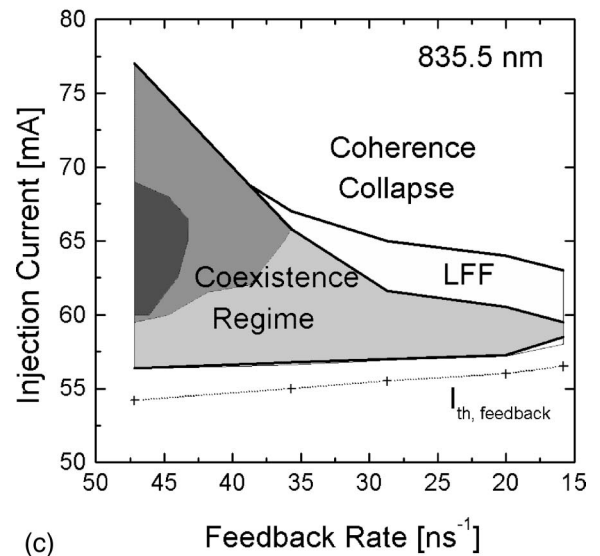 835.5 nm
Coherence
Collapse
LFF
Coexistence
Regime
I th, feedback
Injection Current [mA]
80
75
70
65
60
55
50
50 45 40 35 30 25 20 15
(c)
Feedback Rate [ns⁻¹]